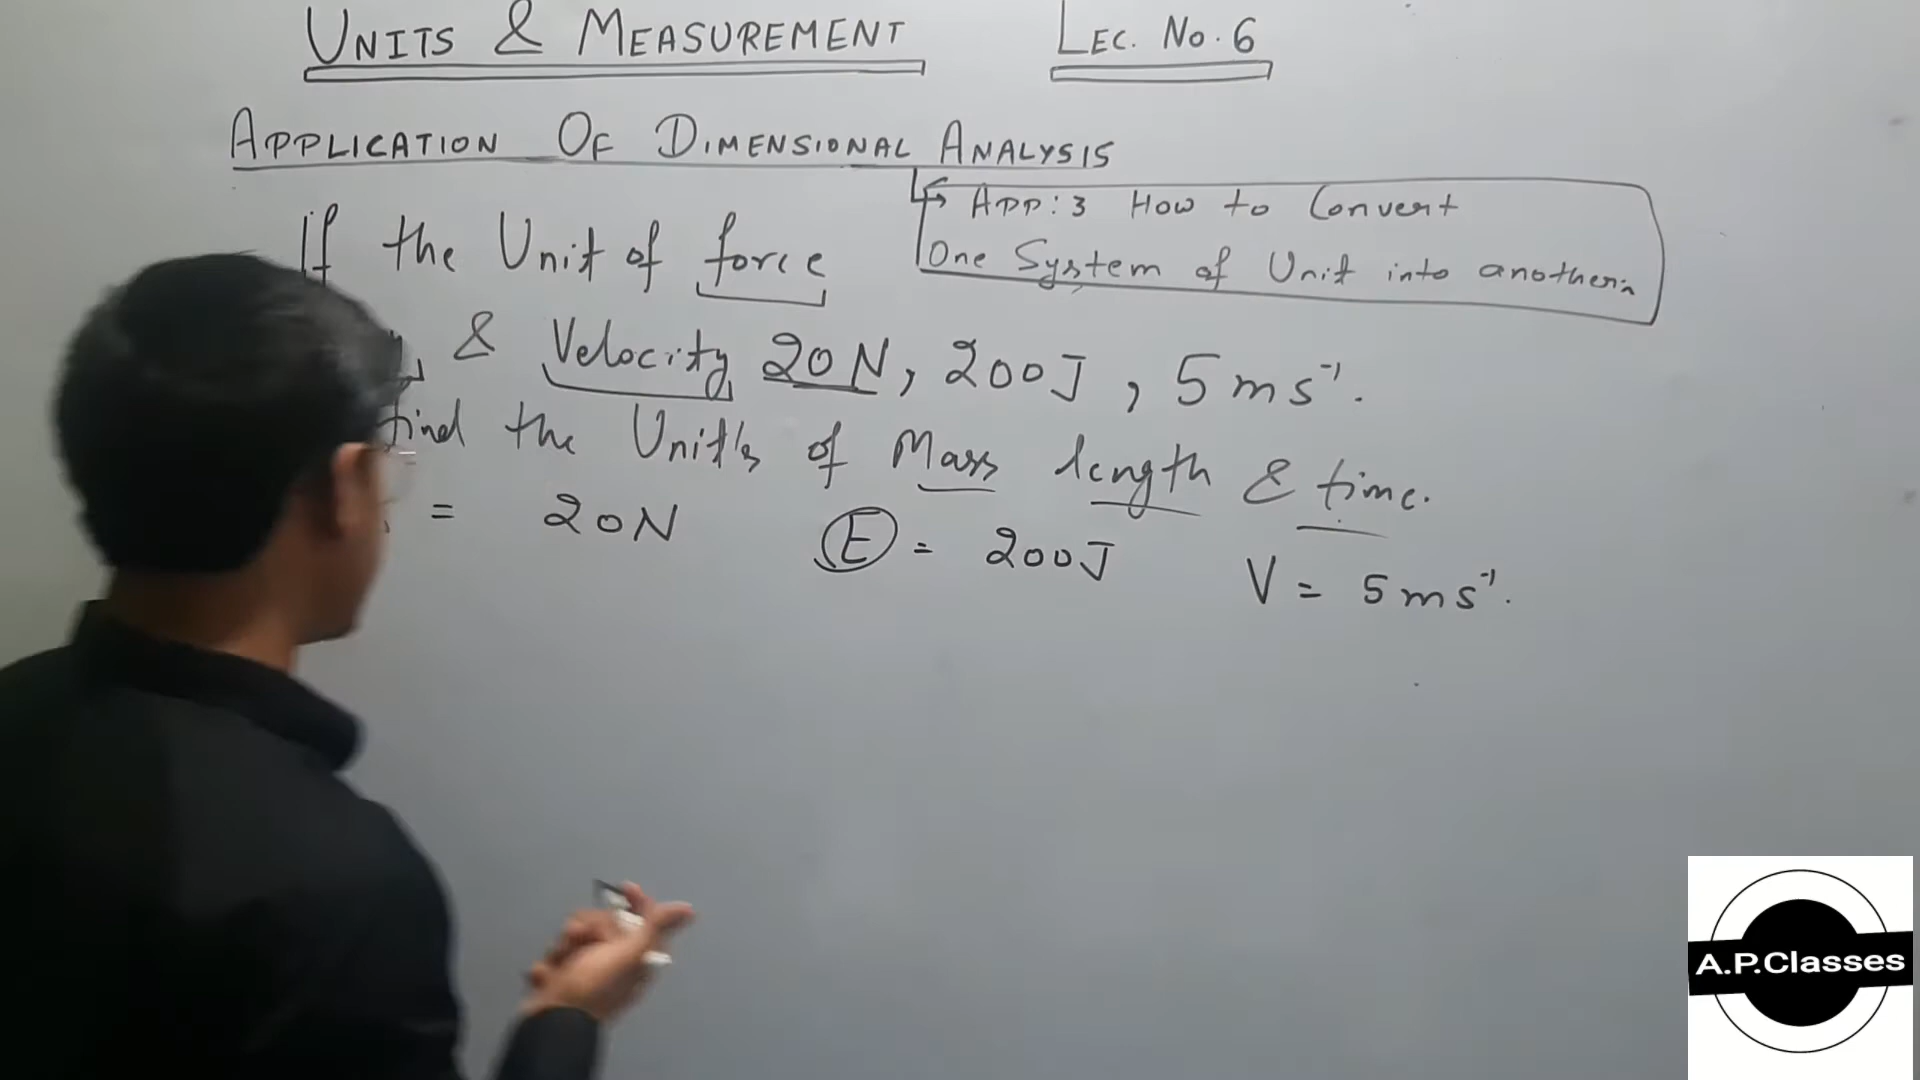 UNITS & MEASUREMENT LEC. NO. 6
APPLICATION OF DIMENSIONAL ANALYSIS
APP: 3 How to Convert
One System of Unit into another:~
If the Unit of force
& Velocity 20N, 200J, 5ms⁻¹.
find the Unit's of Mass length & time.
= 20N E = 200J V = 5ms⁻¹.
A.P.Classes